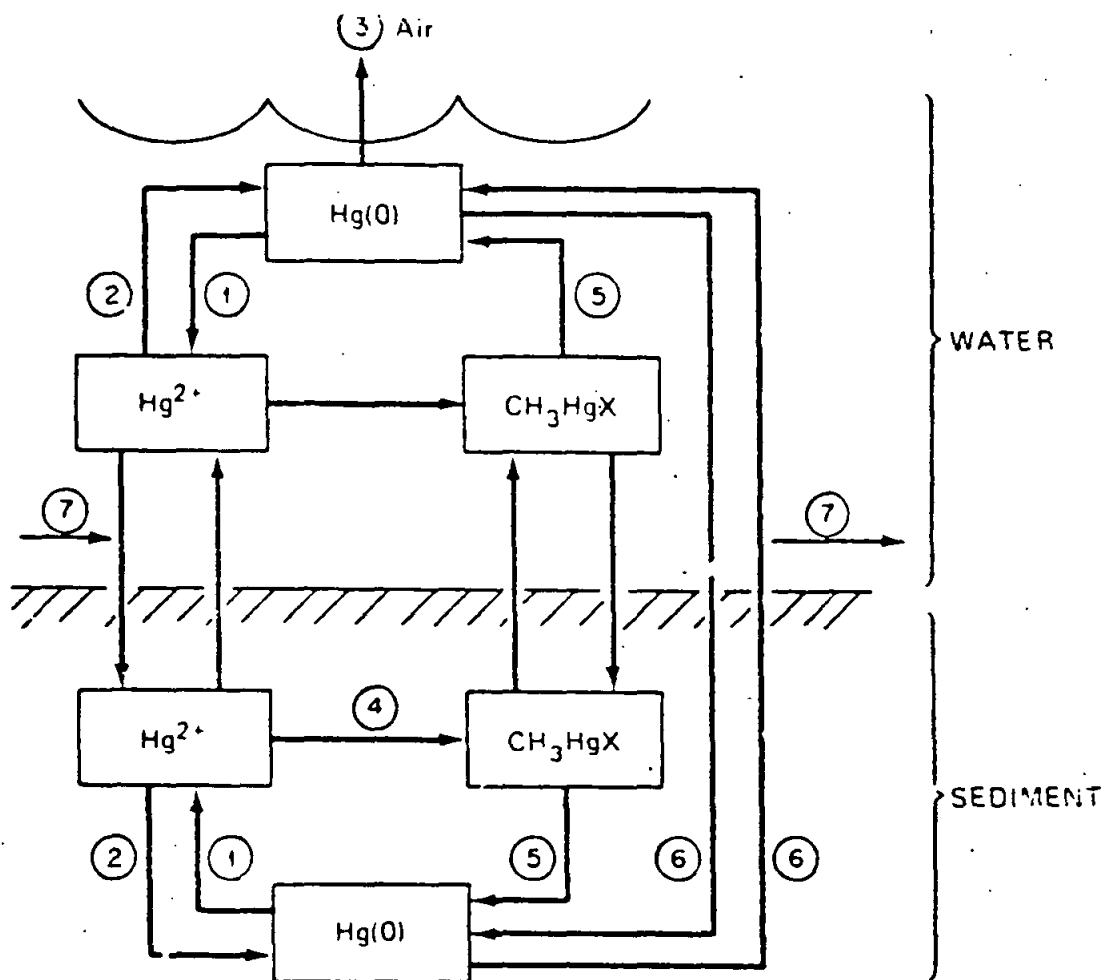 3 Air
Hg(0)
2
1
5
WATER
Hg2+
CH3HgX
7
7
Hg2+
4
CH3HgX
SEDIMENT
2
1
5
6
6
Hg(0)